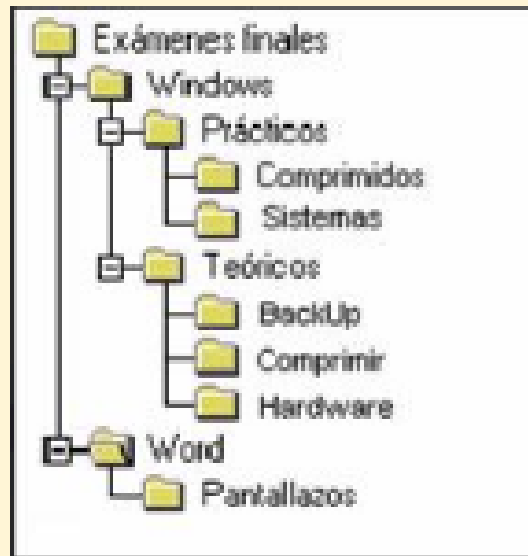 Exámenes finales
Windows
Prácticos
Comprimidos
Sistemas
Teóricos
BackUp
Comprimir
Hardware
Word
Pantallazos